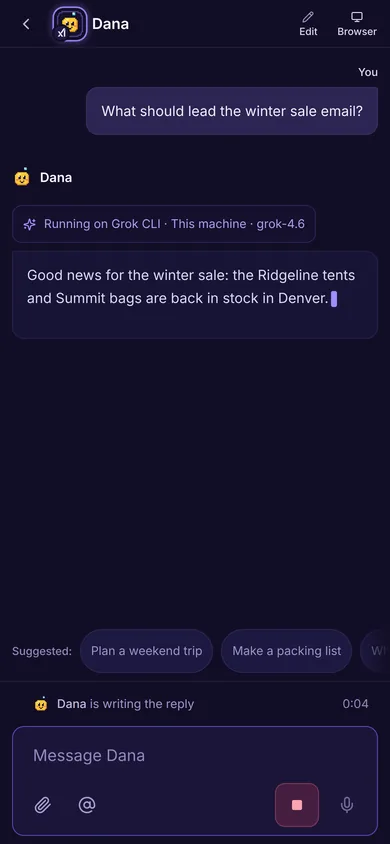 Dana
Edit
Browser
You
What should lead the winter sale email?
Dana
Running on Grok CLI · This machine · grok-4.6
Good news for the winter sale: the Ridgeline tents
and Summit bags are back in stock in Denver.
Suggested:
Plan a weekend trip
Make a packing list
Dana is writing the reply
0:04
Message Dana